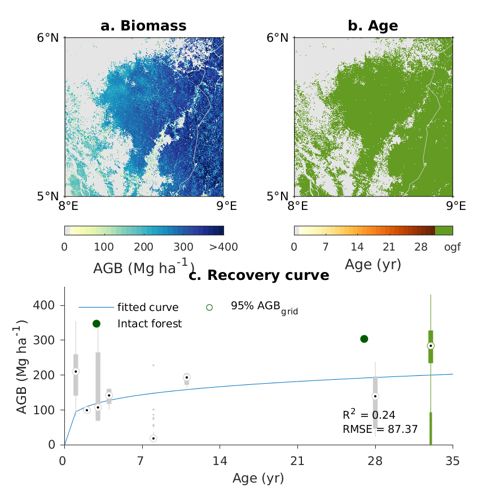 a. Biomass
b. Age
6°N
6°N
5°N
5°N
8°E
9°E
8°E
9°E
0
100
200
300
>400
0
7
14
21
28
ogf
AGB (Mg ha-1)
Age (yr)
c. Recovery curve
400
300
200
100
0
AGB (Mg ha-1)
fitted curve
95% AGBgrid
Intact forest
R2 = 0.24
RMSE = 87.37
0
7
14
21
28
35
Age (yr)